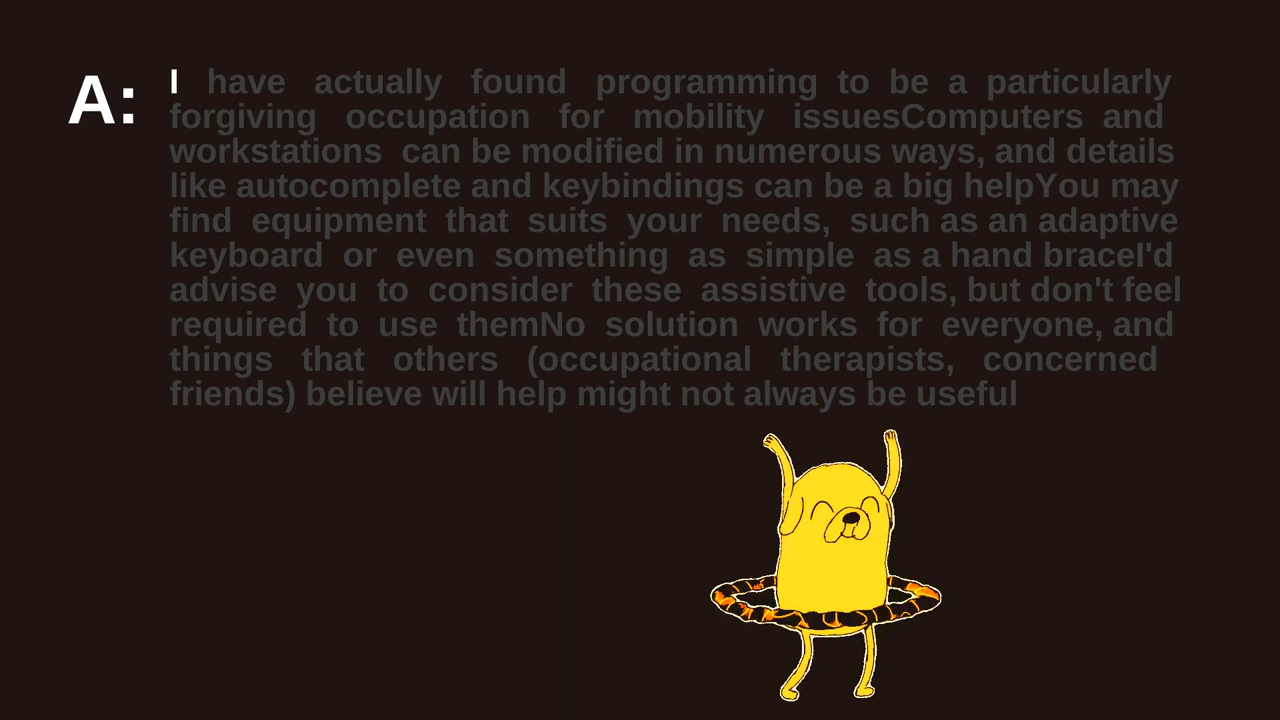 A: I have actually found programming to be a particularly
forgiving occupation for mobility issuesComputers and
workstations can be modified in numerous ways, and details
like autocomplete and keybindings can be a big helpYou may
find equipment that suits your needs, such as an adaptive
keyboard or even something as simple as a hand braceI'd
advise you to consider these assistive tools, but don't feel
required to use themNo solution works for everyone, and
things that others (occupational therapists, concerned
friends) believe will help might not always be useful